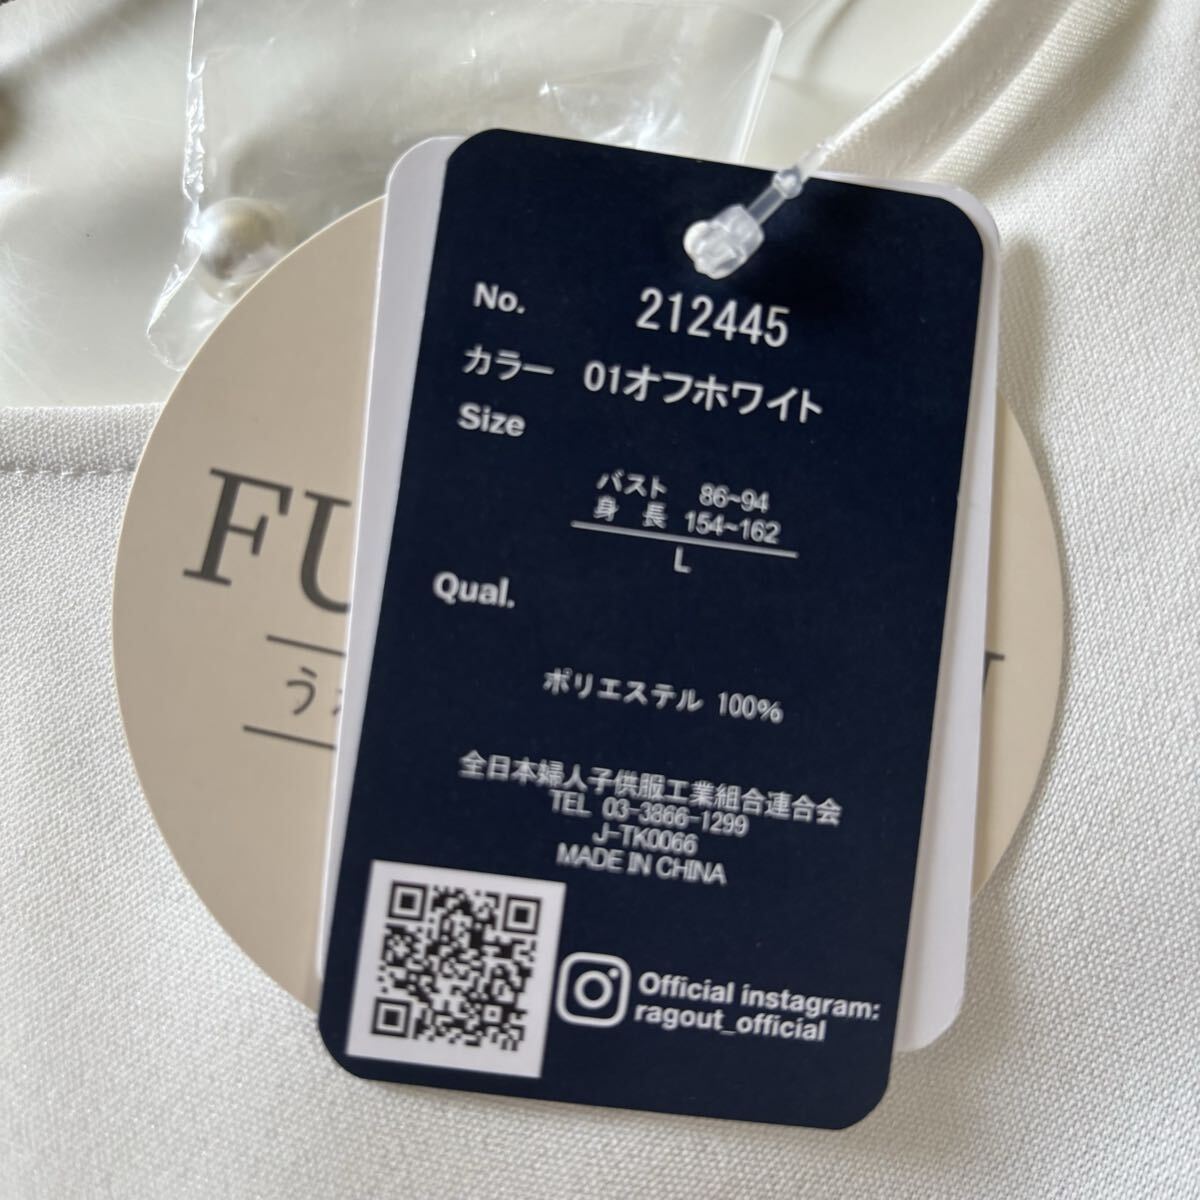 No. 212445
カラー 01オフホワイト
Size
バスト 86~94
身長 154~162
L
Qual.
ポリエステル 100%
全日本婦人子供服工業組合連合会
TEL 03-3866-1299
J-TK0066
MADE IN CHINA
Official instagram:
ragout_official
FU
う